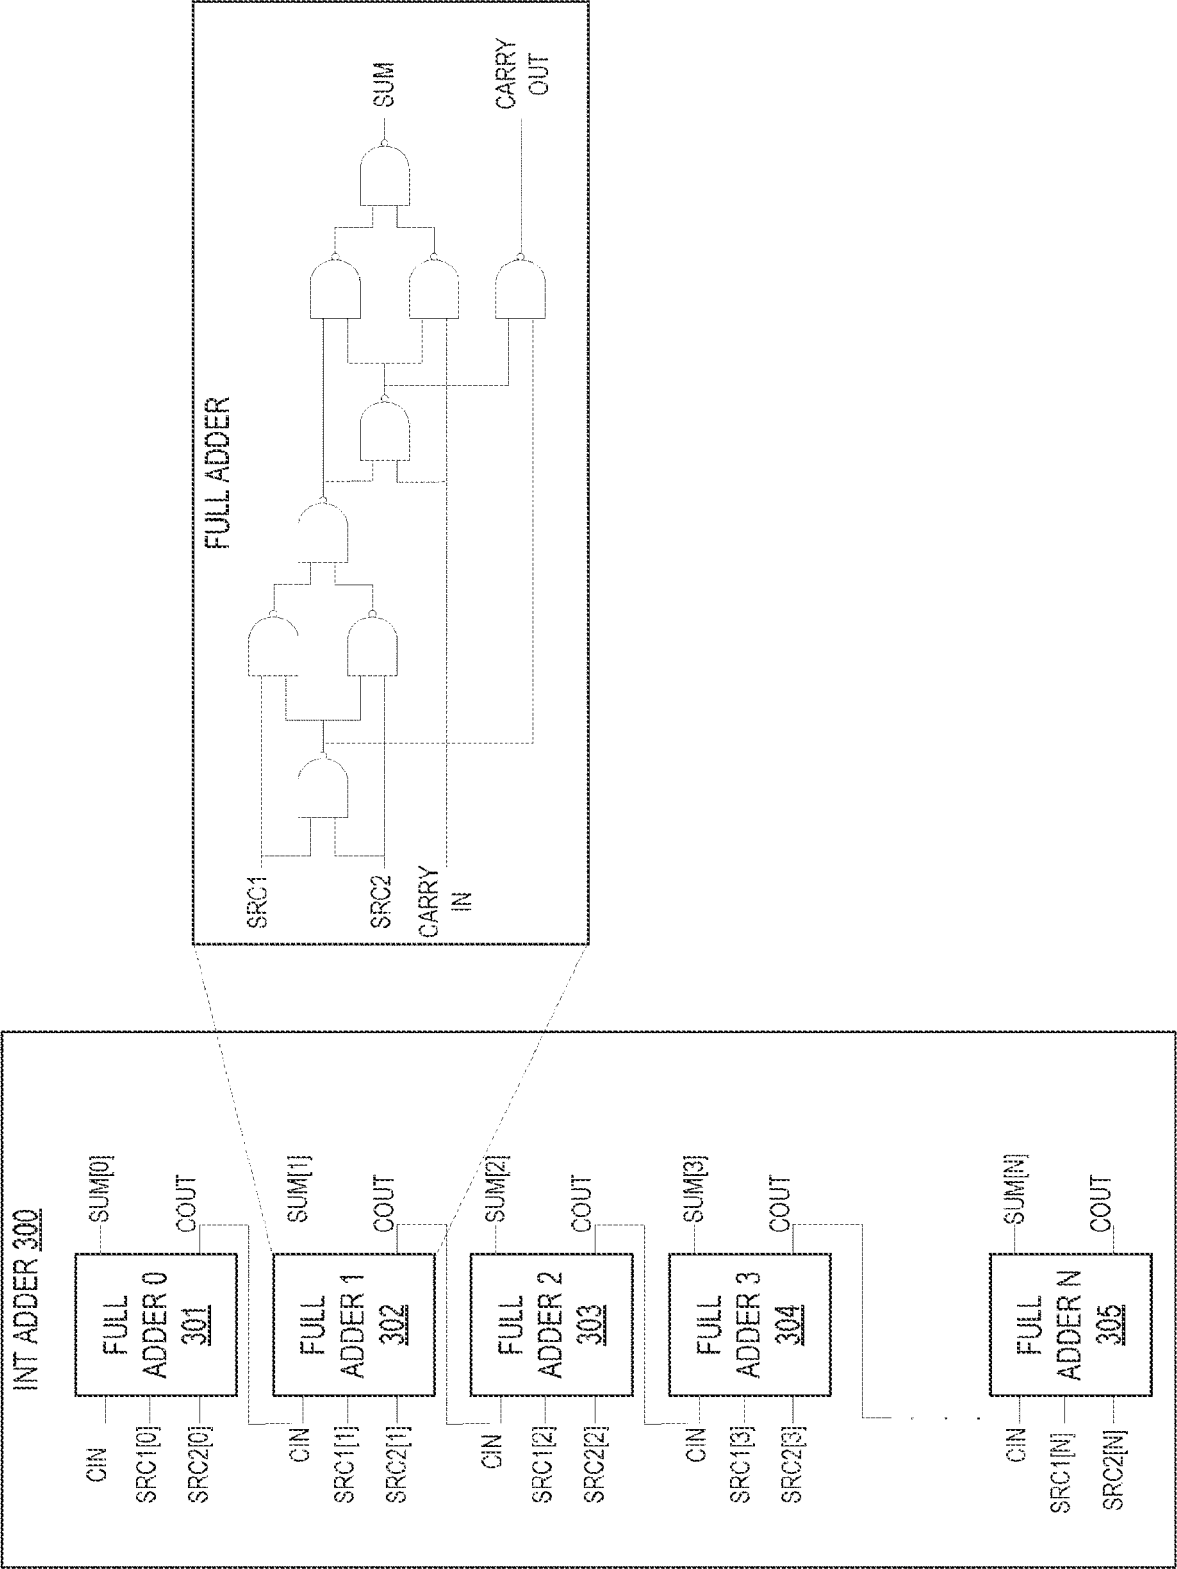 INT ADDER 300
CIN
SRC1[0]
SRC2[0]
FULL
ADDER 0
301
SUM[0]
COUT
CIN
SRC1[1]
SRC2[1]
FULL
ADDER 1
302
SUM[1]
COUT
CIN
SRC1[2]
SRC2[2]
FULL
ADDER 2
303
SUM[2]
COUT
CIN
SRC1[3]
SRC2[3]
FULL
ADDER 3
304
SUM[3]
COUT
CIN
SRC1[N]
SRC2[N]
FULL
ADDER N
305
SUM[N]
COUT
FULL ADDER
SRC1
SRC2
CARRY
IN
SUM
CARRY
OUT